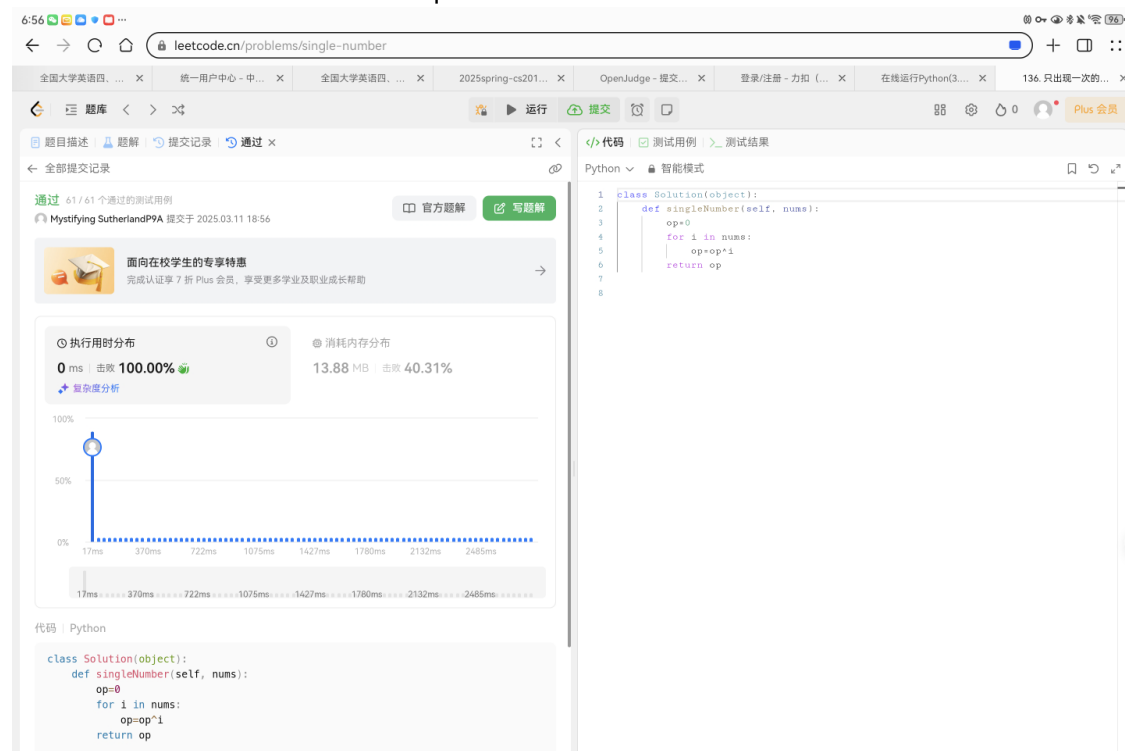 6:56
96
leetcode.cn/problems/single-number
全国大学英语四、... × 统一用户中心 - 中... × 全国大学英语四、... × 2025spring-cs201... × OpenJudge - 提交... × 登录/注册 - 力扣（... × 在线运行Python(3.... × 136. 只出现一次的... ×
题库 运行 提交 0 Plus 会员
题目描述 题解 提交记录 通过 × </> 代码 测试用例 >_ 测试结果
← 全部提交记录 Python 智能模式
通过 61 / 61 个通过的测试用例
Mystifying SutherlandP9A 提交于 2025.03.11 18:56
官方题解 写题解
面向在校学生的专享特惠
完成认证享 7 折 Plus 会员，享受更多学业及职业成长帮助
执行用时分布 消耗内存分布
0 ms 击败 100.00% 13.88 MB 击败 40.31%
复杂度分析
100%
50%
0%
17ms 370ms 722ms 1075ms 1427ms 1780ms 2132ms 2485ms
17ms 370ms 722ms 1075ms 1427ms 1780ms 2132ms 2485ms
代码 Python
class Solution(object):
def singleNumber(self, nums):
op=0
for i in nums:
op=op^i
return op
1 class Solution(object):
2 def singleNumber(self, nums):
3 op=0
4 for i in nums:
5 op=op^i
6 return op
7
8